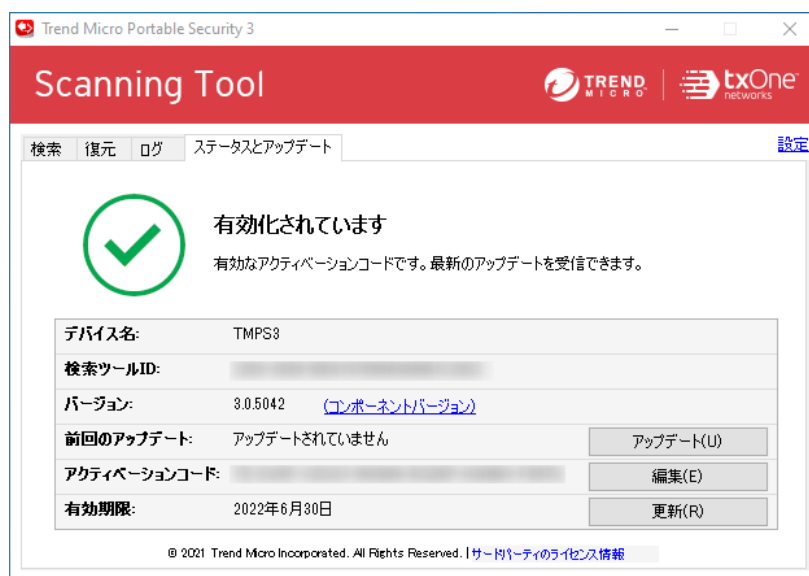 Trend Micro Portable Security 3
Scanning Tool
TREND MICRO
txOne networks
検索 復元 ログ ステータスとアップデート 設定
有効化されています
有効なアクティベーションコードです。最新のアップデートを受信できます。
デバイス名: TMPS3
検索ツールID:
バージョン: 3.0.5042 (コンポーネントバージョン)
前回のアップデート: アップデートされていません アップデート(U)
アクティベーションコード: 編集(E)
有効期限: 2022年6月30日 更新(R)
© 2021 Trend Micro Incorporated. All Rights Reserved. | サードパーティのライセンス情報